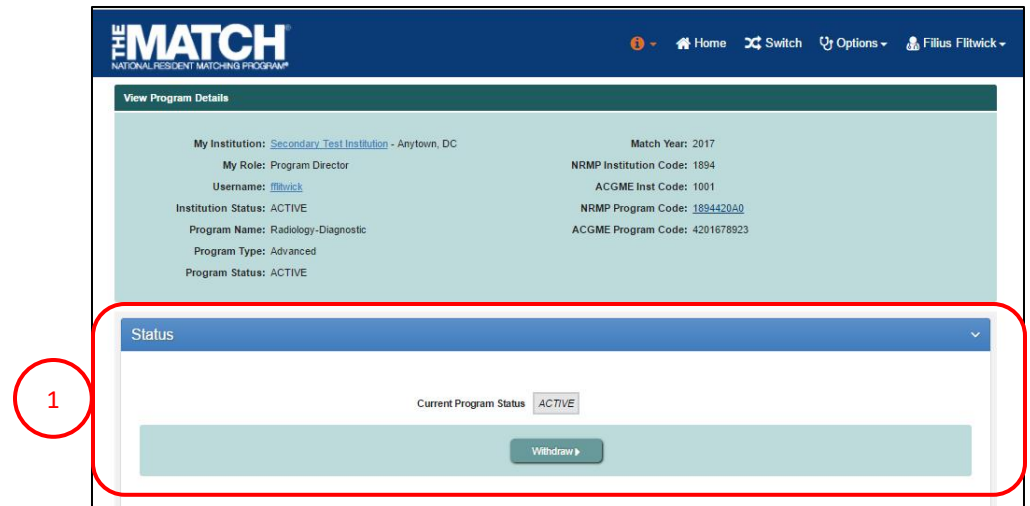 THE MATCH
NATIONAL RESIDENT MATCHING PROGRAM®
Home Switch Options Filius Flitwick
View Program Details
My Institution: Secondary Test Institution - Anytown, DC
My Role: Program Director
Username: fflitwick
Institution Status: ACTIVE
Program Name: Radiology-Diagnostic
Program Type: Advanced
Program Status: ACTIVE
Match Year: 2017
NRMP Institution Code: 1894
ACGME Inst Code: 1001
NRMP Program Code: 1894420A0
ACGME Program Code: 4201678923
Status
1
Current Program Status ACTIVE
Withdraw